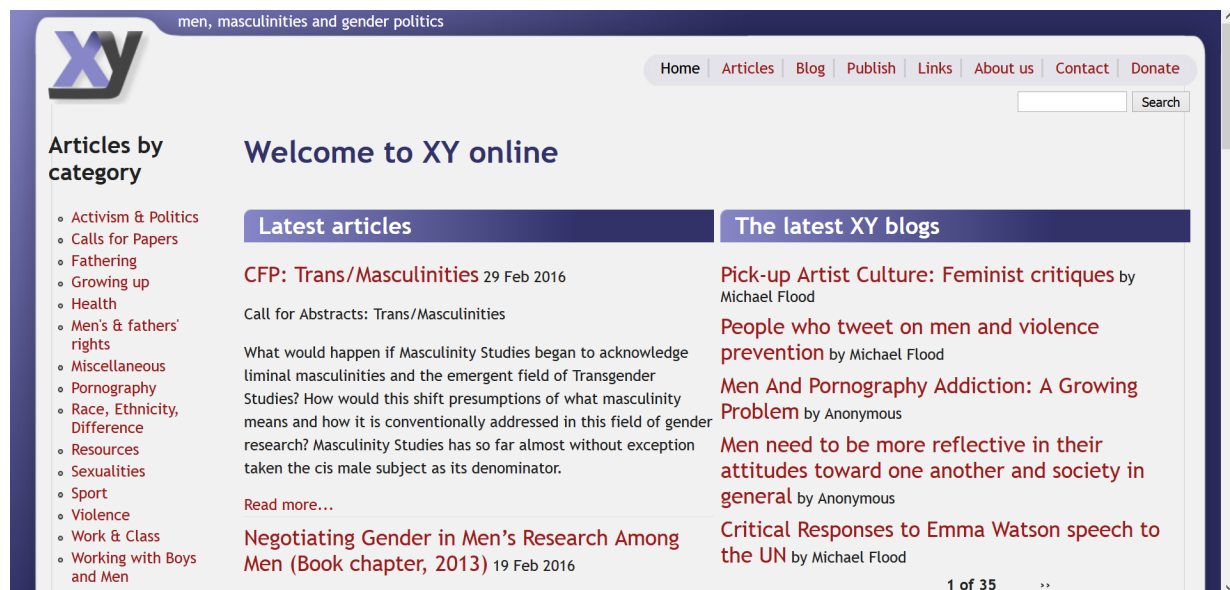 men, masculinities and gender politics
xy
Home
Articles
Blog
Publish
Links
About us
Contact
Donate
Search
Articles by
category
Activism & Politics
Calls for Papers
Fathering
Growing up
Health
Men's & fathers'
rights
Miscellaneous
Pornography
Race, Ethnicity,
Difference
Resources
Sexualities
Sport
Violence
Work & Class
Working with Boys
and Men
Welcome to XY online
Latest articles
CFP: Trans/Masculinities 29 Feb 2016
Call for Abstracts: Trans/Masculinities
What would happen if Masculinity Studies began to acknowledge
liminal masculinities and the emergent field of Transgender
Studies? How would this shift presumptions of what masculinity
means and how it is conventionally addressed in this field of gender
research? Masculinity Studies has so far almost without exception
taken the cis male subject as its denominator.
Read more...
Negotiating Gender in Men’s Research Among
Men (Book chapter, 2013) 19 Feb 2016
The latest XY blogs
Pick-up Artist Culture: Feminist critiques by
Michael Flood
People who tweet on men and violence
prevention by Michael Flood
Men And Pornography Addiction: A Growing
Problem by Anonymous
Men need to be more reflective in their
attitudes toward one another and society in
general by Anonymous
Critical Responses to Emma Watson speech to
the UN by Michael Flood
1 of 35 ››